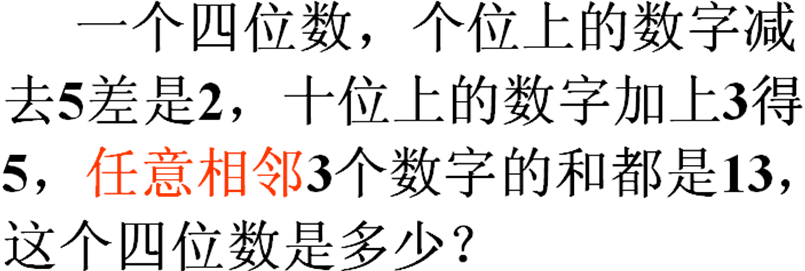 一个四位数，个位上的数字减
去5差是2，十位上的数字加上3得
5，任意相邻3个数字的和都是13，
这个四位数是多少？